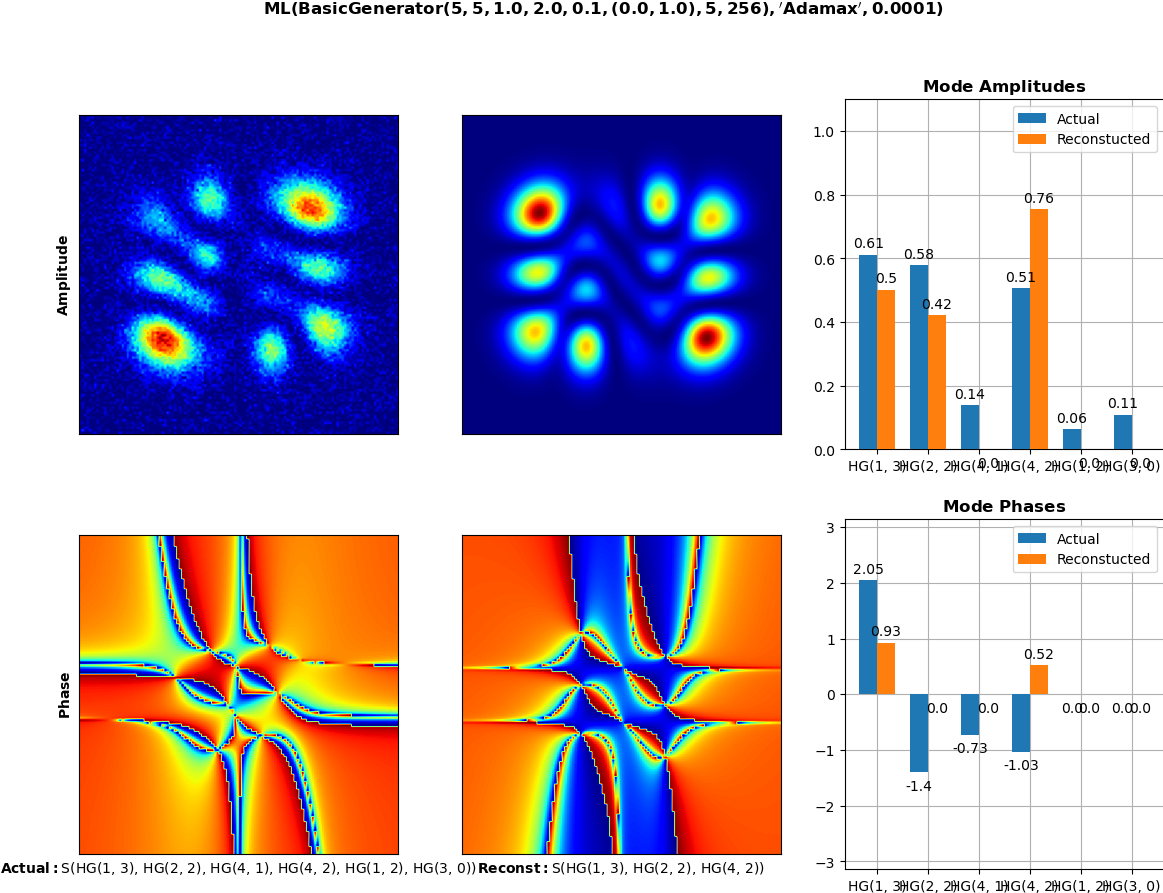 ML(BasicGenerator(5, 5, 1.0, 2.0, 0.1, (0.0, 1.0), 5, 256), ′Adamax′, 0.0001)
Mode Amplitudes
Amplitude
Actual
Reconstucted
1.0
0.8
0.6
0.4
0.2
0.0
0.61
0.5
0.58
0.42
0.14
0.0
0.51
0.76
0.06
0.0
0.11
0.0
HG(1, 3) HG(2, 2) HG(4, 1) HG(4, 2) HG(1, 2) HG(3, 0)
Mode Phases
Phase
Actual
Reconstucted
3
2
1
0
−1
−2
−3
2.05
0.93
-1.4
0.0
-0.73
0.0
-1.03
0.52
0.0
0.0
0.0
0.0
HG(1, 3) HG(2, 2) HG(4, 1) HG(4, 2) HG(1, 2) HG(3, 0)
Actual: S(HG(1, 3), HG(2, 2), HG(4, 1), HG(4, 2), HG(1, 2), HG(3, 0))
Reconst: S(HG(1, 3), HG(2, 2), HG(4, 2))